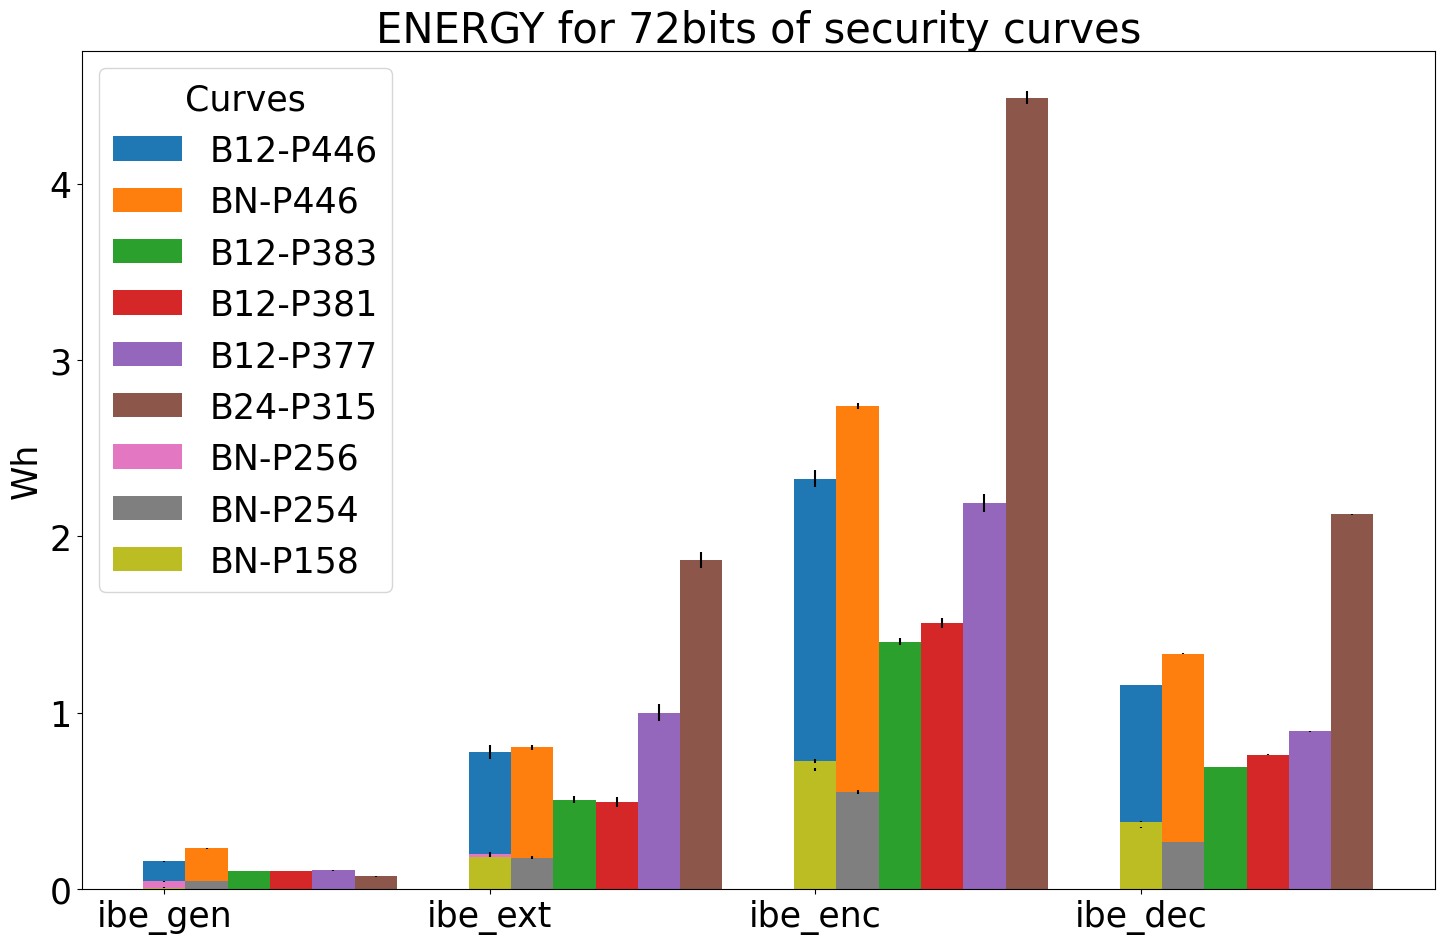 ENERGY for 72bits of security curves
Curves
B12-P446
BN-P446
B12-P383
B12-P381
B12-P377
B24-P315
BN-P256
BN-P254
BN-P158
Wh
4
3
2
1
0
ibe_gen
ibe_ext
ibe_enc
ibe_dec